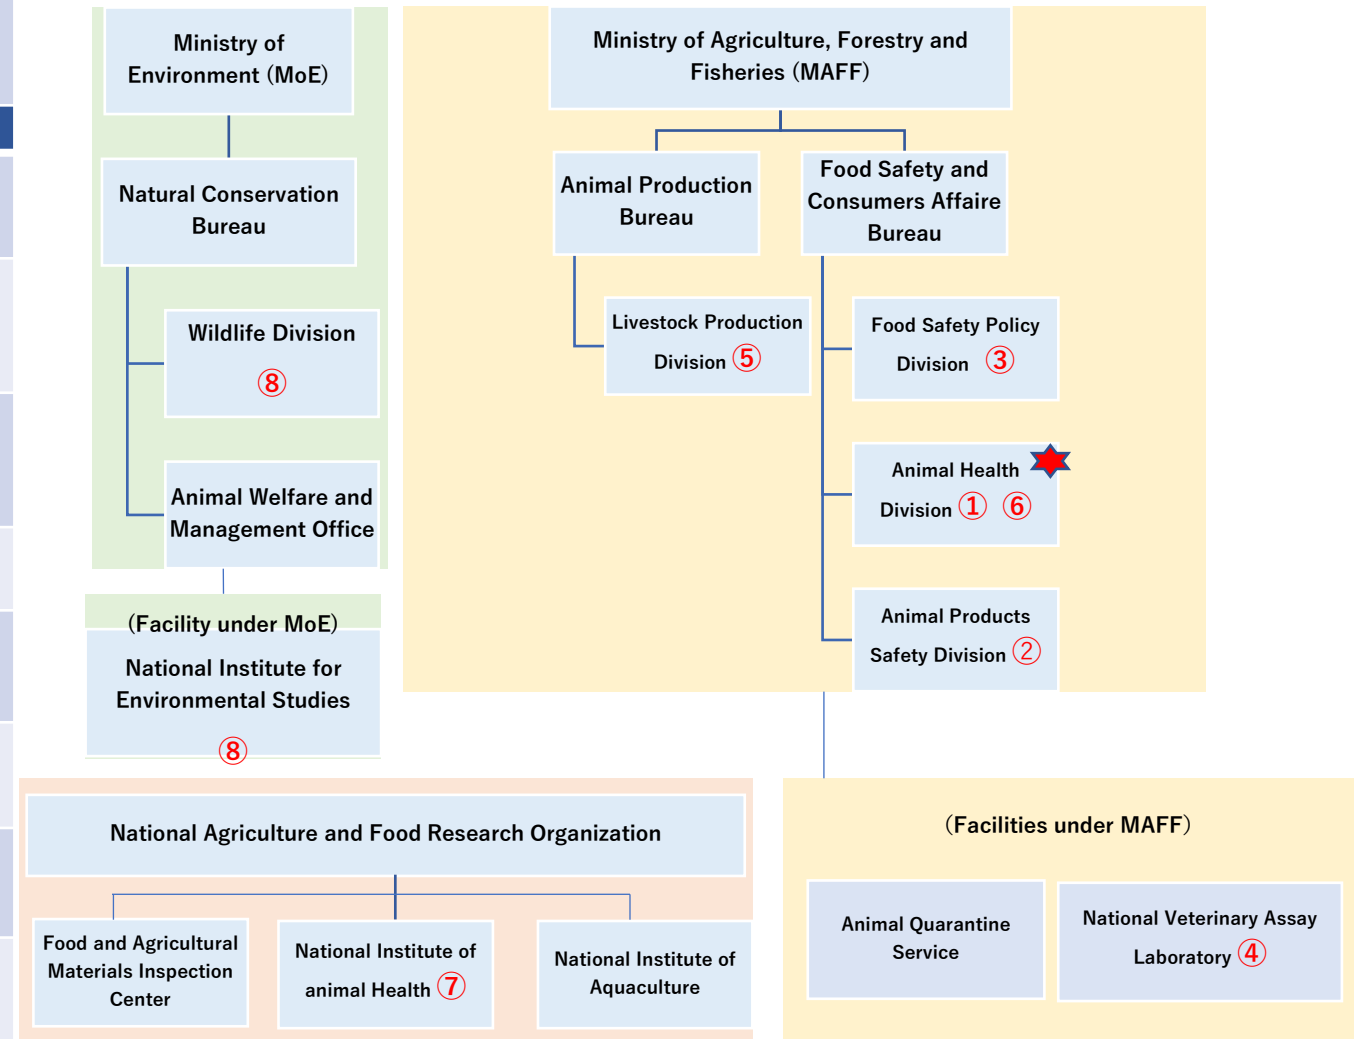 Ministry of
Environment (MoE)
Natural Conservation
Bureau
Wildlife Division
⑧
Animal Welfare and
Management Office
(Facility under MoE)
National Institute for
Environmental Studies
⑧
Ministry of Agriculture, Forestry and
Fisheries (MAFF)
Animal Production
Bureau
Livestock Production
Division ⑤
Food Safety and
Consumers Affaire
Bureau
Food Safety Policy
Division ③
Animal Health
Division ① ⑥
Animal Products
Safety Division ②
National Agriculture and Food Research Organization
Food and Agricultural
Materials Inspection
Center
National Institute of
animal Health ⑦
National Institute of
Aquaculture
(Facilities under MAFF)
Animal Quarantine
Service
National Veterinary Assay
Laboratory ④